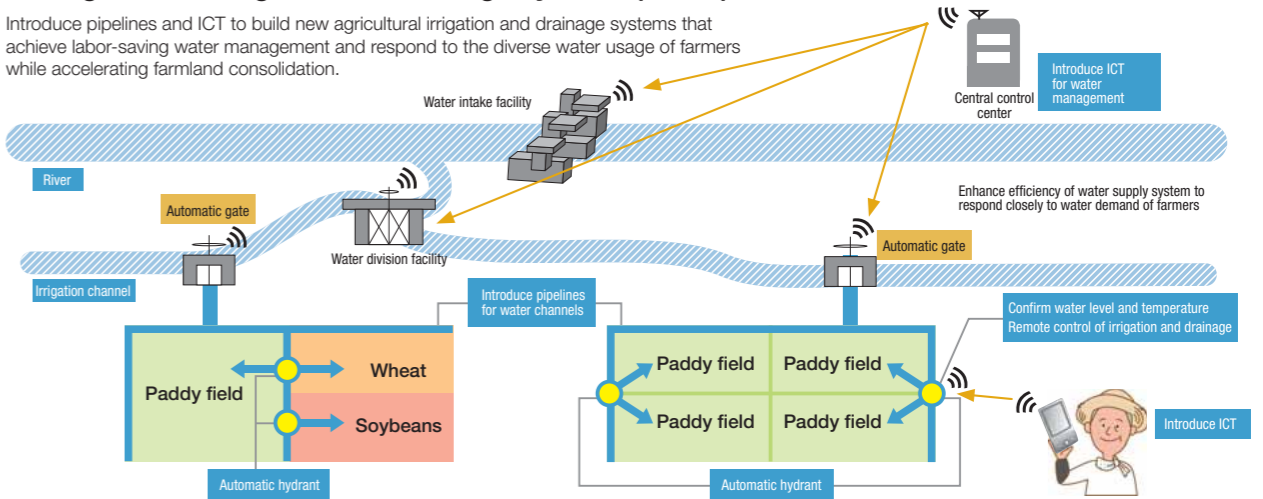 Introduce pipelines and ICT to build new agricultural irrigation and drainage systems that
achieve labor-saving water management and respond to the diverse water usage of farmers
while accelerating farmland consolidation.
Central control
center
Introduce ICT
for water
management
Water intake facility
River
Automatic gate
Enhance efficiency of water supply system to
respond closely to water demand of farmers
Water division facility
Automatic gate
Irrigation channel
Introduce pipelines
for water channels
Confirm water level and temperature
Remote control of irrigation and drainage
Paddy field
Wheat
Soybeans
Paddy field
Paddy field
Paddy field
Paddy field
Introduce ICT
Automatic hydrant
Automatic hydrant